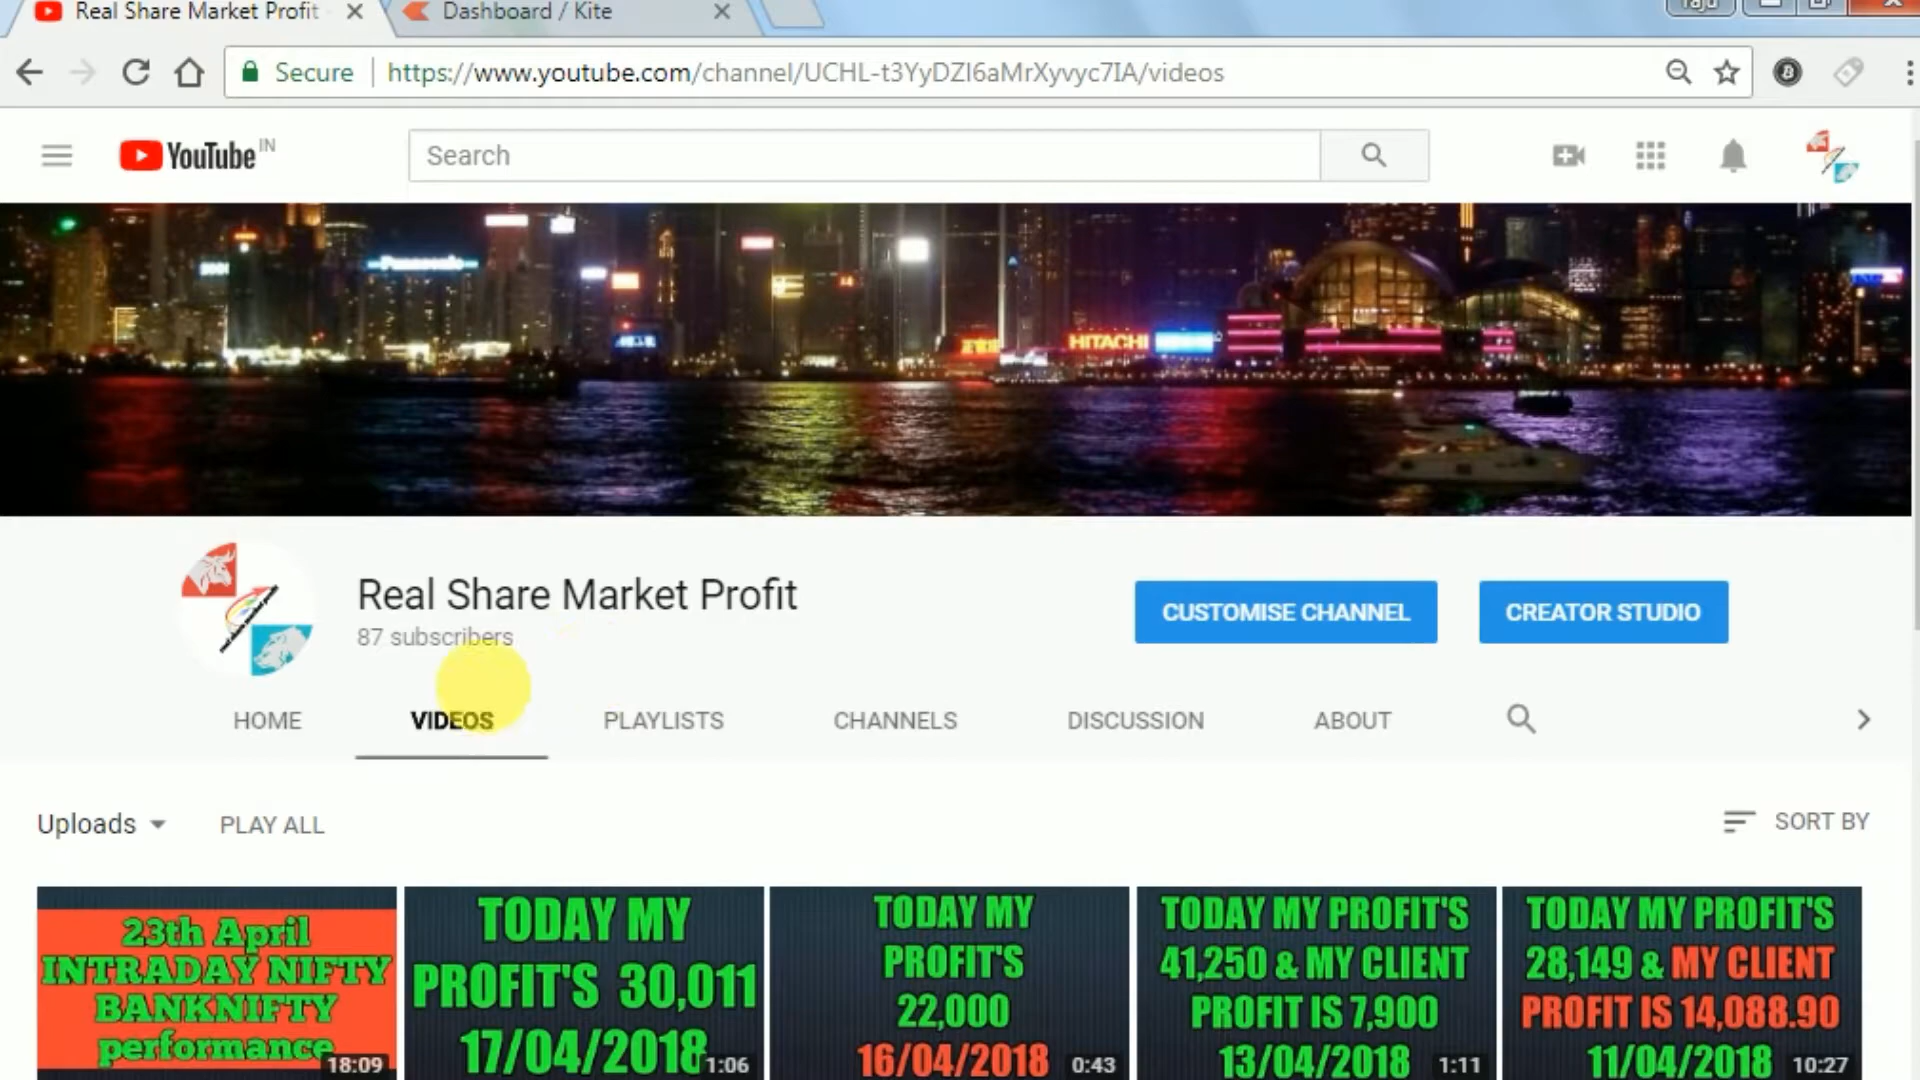 Real Share Market Profit
Dashboard / Kite
raju
Secure
https://www.youtube.com/channel/UCHL-t3YyDZI6aMrXyvyc7IA/videos
YouTube IN
Search
Panasonic
HITACHI
Real Share Market Profit
87 subscribers
CUSTOMISE CHANNEL
CREATOR STUDIO
HOME
VIDEOS
PLAYLISTS
CHANNELS
DISCUSSION
ABOUT
Uploads
PLAY ALL
SORT BY
23th April
INTRADAY NIFTY
BANKNIFTY
performance
18:09
TODAY MY
PROFIT'S 30,011
17/04/2018
1:06
TODAY MY
PROFIT'S
22,000
16/04/2018
0:43
TODAY MY PROFIT'S
41,250 & MY CLIENT
PROFIT IS 7,900
13/04/2018
1:11
TODAY MY PROFIT'S
28,149 & MY CLIENT
PROFIT IS 14,088.90
11/04/2018
10:27